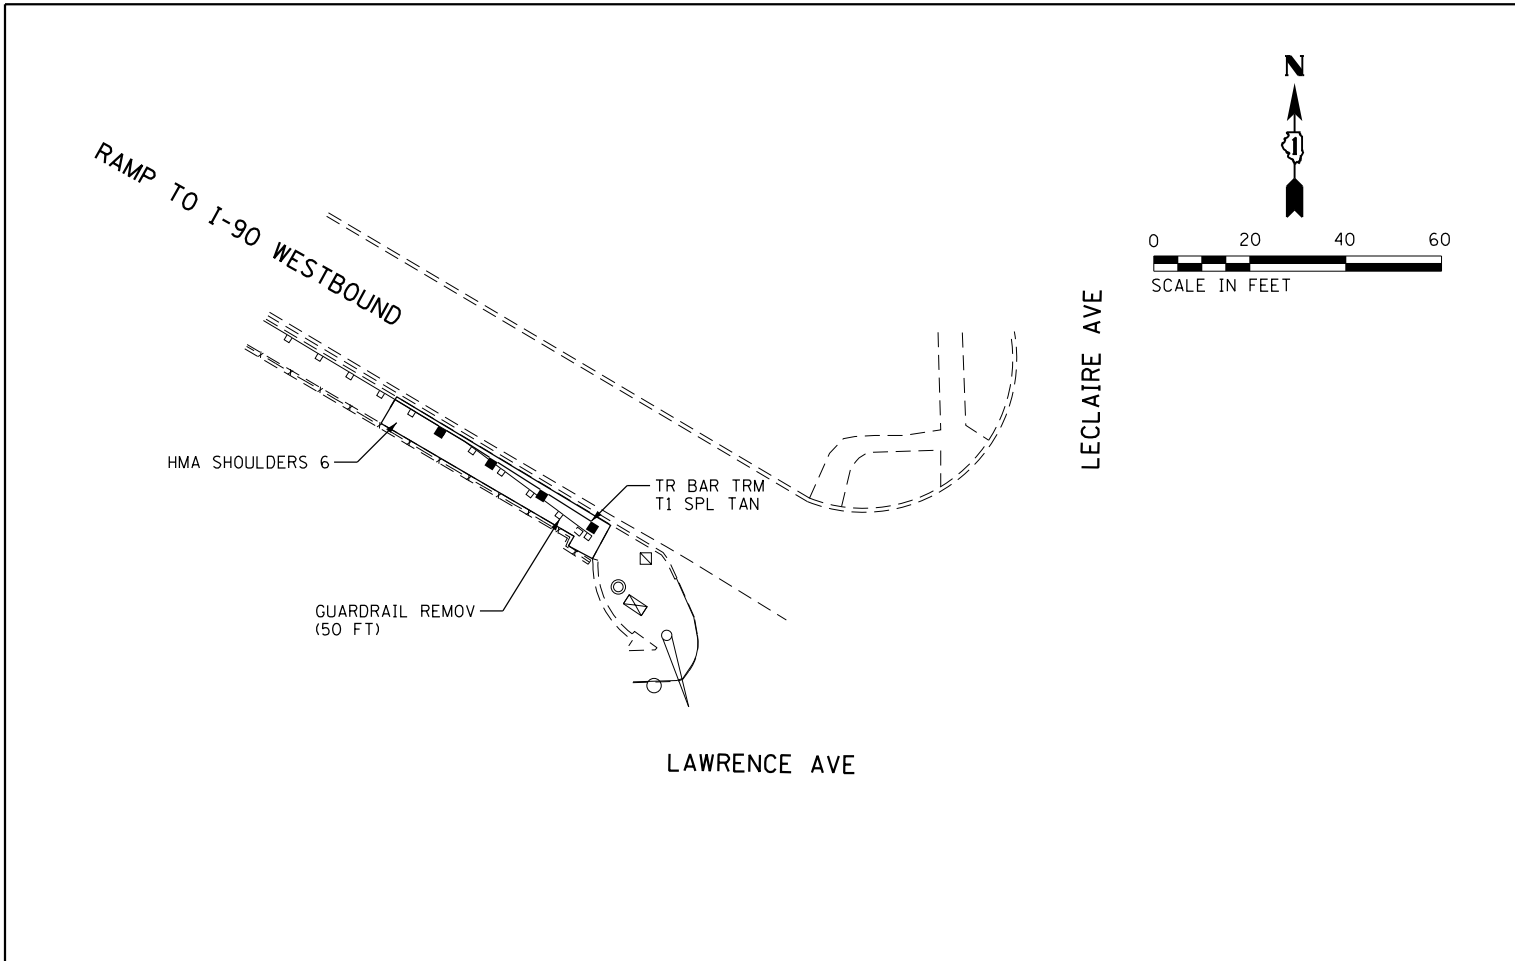 N
1
0 20 40 60
SCALE IN FEET
RAMP TO I-90 WESTBOUND
LECLAIRE AVE
HMA SHOULDERS 6
TR BAR TRM
T1 SPL TAN
GUARDRAIL REMOV
(50 FT)
LAWRENCE AVE